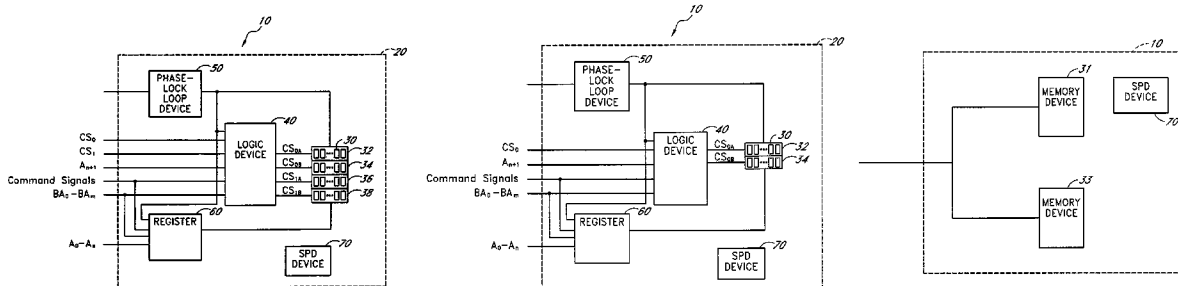 10
20
50
PHASE-
LOCK
LOOP
DEVICE
40
LOGIC
DEVICE
CS₀
CS₁
Aₙ₊₁
Command Signals
BA₀-BAₘ
CS₀A
CS₀B
CS₁A
CS₁B
30
32
34
36
38
60
REGISTER
A₀-Aₙ
70
SPD
DEVICE
10
20
50
PHASE-
LOCK
LOOP
DEVICE
40
LOGIC
DEVICE
CS₀
Aₙ₊₁
Command Signals
BA₀-BAₘ
CS₀A
CS₀B
30
32
34
60
REGISTER
A₀-Aₙ
70
SPD
DEVICE
10
31
MEMORY
DEVICE
SPD
DEVICE
70
33
MEMORY
DEVICE